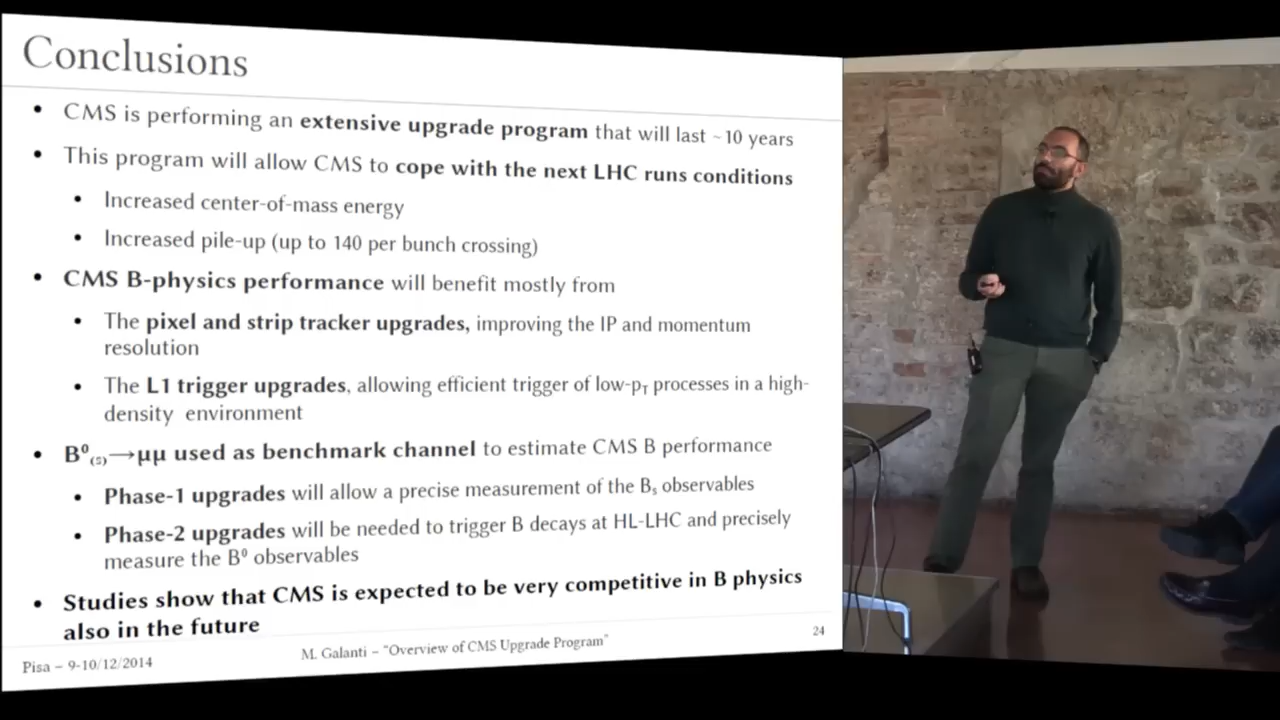 Conclusions
• CMS is performing an extensive upgrade program that will last ~10 years
• This program will allow CMS to cope with the next LHC runs conditions
• Increased center-of-mass energy
• Increased pile-up (up to 140 per bunch crossing)
• CMS B-physics performance will benefit mostly from
• The pixel and strip tracker upgrades, improving the IP and momentum
resolution
• The L1 trigger upgrades, allowing efficient trigger of low-pT processes in a high-
density environment
• B⁰(s)→μμ used as benchmark channel to estimate CMS B performance
• Phase-1 upgrades will allow a precise measurement of the Bs observables
• Phase-2 upgrades will be needed to trigger B decays at HL-LHC and precisely
measure the B⁰ observables
• Studies show that CMS is expected to be very competitive in B physics
also in the future
Pisa – 9-10/12/2014
M. Galanti – “Overview of CMS Upgrade Program”
24